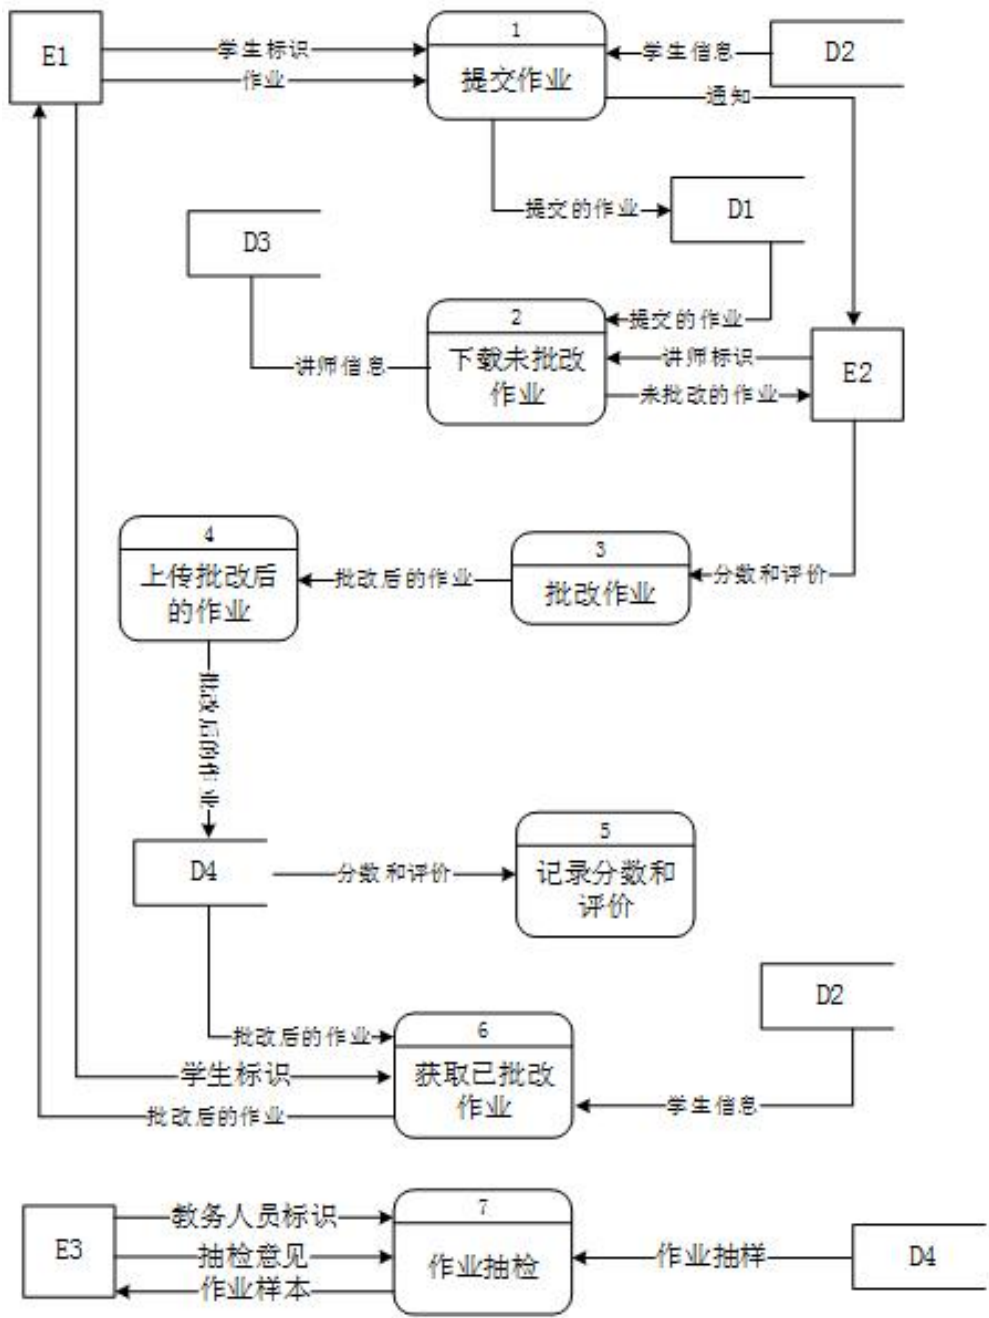 E1
学生标识
作业
1
提交作业
学生信息
D2
通知
提交的作业
D1
D3
2
下载未批改
作业
提交的作业
讲师标识
讲师信息
未批改的作业
E2
4
上传批改后
的作业
批改后的作业
3
批改作业
分数和评价
批改后的作业
D4
分数和评价
5
记录分数和
评价
D2
批改后的作业
学生标识
批改后的作业
6
获取已批改
作业
学生信息
E3
教务人员标识
抽检意见
作业样本
7
作业抽检
作业抽样
D4